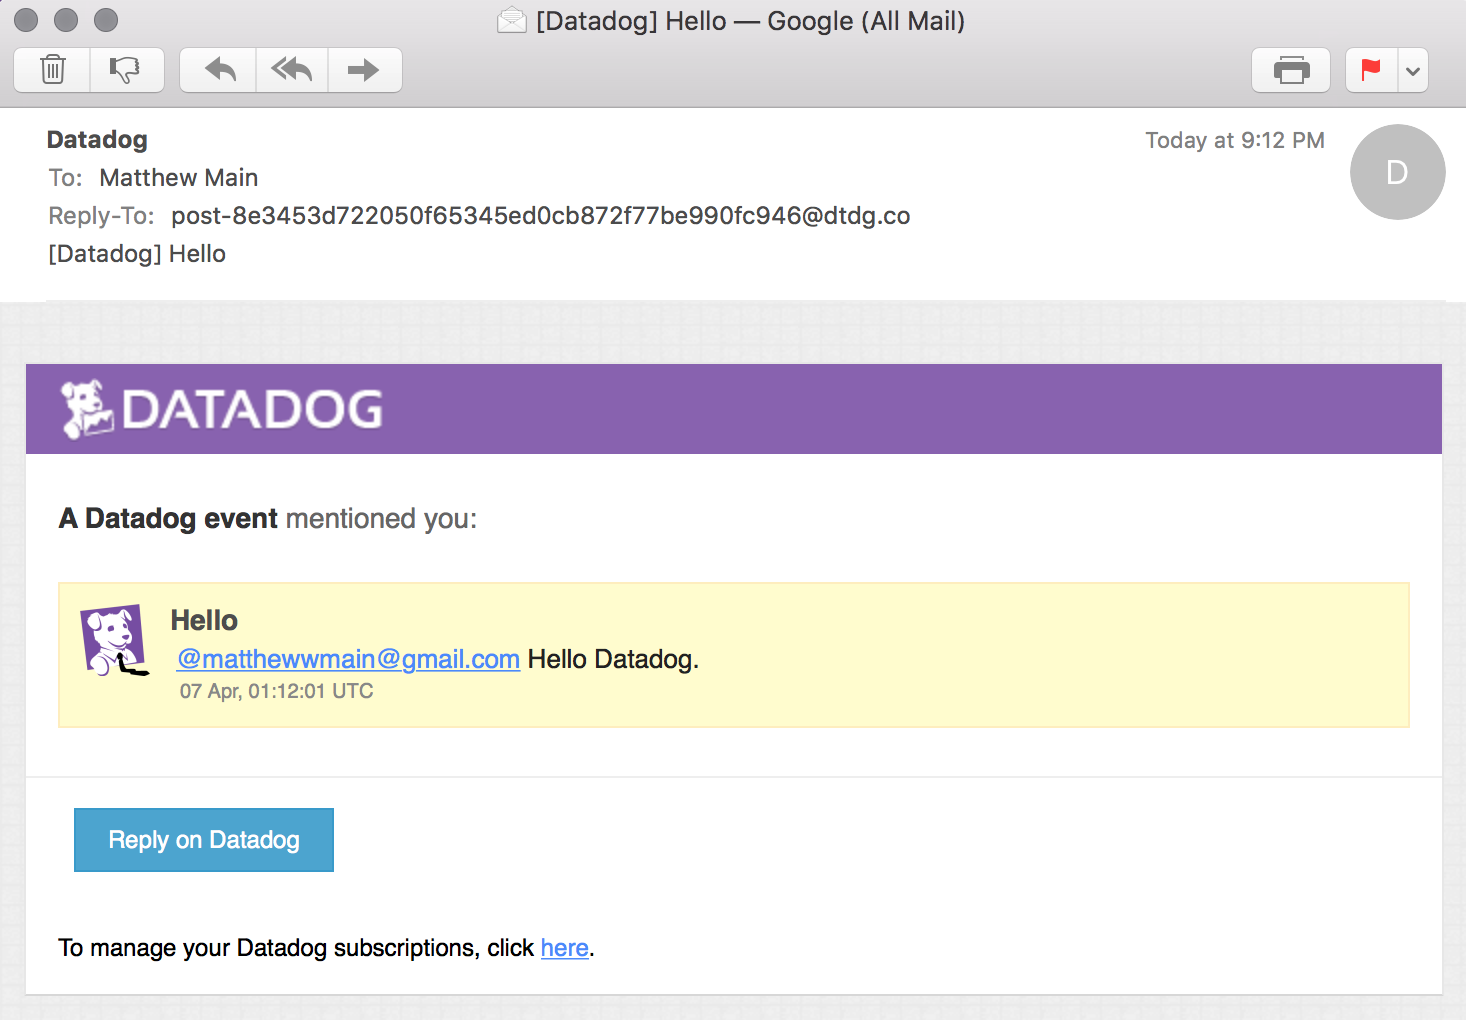 [Datadog] Hello — Google (All Mail)
Datadog
Today at 9:12 PM
D
To: Matthew Main
Reply-To: post-8e3453d722050f65345ed0cb872f77be990fc946@dtdg.co
[Datadog] Hello
DATADOG
A Datadog event mentioned you:
Hello
@matthewwmain@gmail.com Hello Datadog.
07 Apr, 01:12:01 UTC
Reply on Datadog
To manage your Datadog subscriptions, click here.